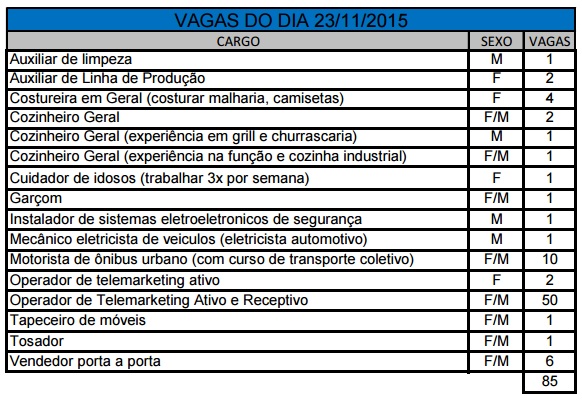 VAGAS DO DIA 23/11/2015
CARGO SEXO VAGAS
Auxiliar de limpeza M 1
Auxiliar de Linha de Produção F 2
Costureira em Geral (costurar malharia, camisetas) F 4
Cozinheiro Geral F/M 2
Cozinheiro Geral (experiência em grill e churrascaria) M 1
Cozinheiro Geral (experiência na função e cozinha industrial) F/M 1
Cuidador de idosos (trabalhar 3x por semana) F 1
Garçom F/M 1
Instalador de sistemas eletroeletronicos de segurança M 1
Mecânico eletricista de veiculos (eletricista automotivo) M 1
Motorista de ônibus urbano (com curso de transporte coletivo) F/M 10
Operador de telemarketing ativo F 2
Operador de Telemarketing Ativo e Receptivo F/M 50
Tapeceiro de móveis F/M 1
Tosador F/M 1
Vendedor porta a porta F/M 6
85